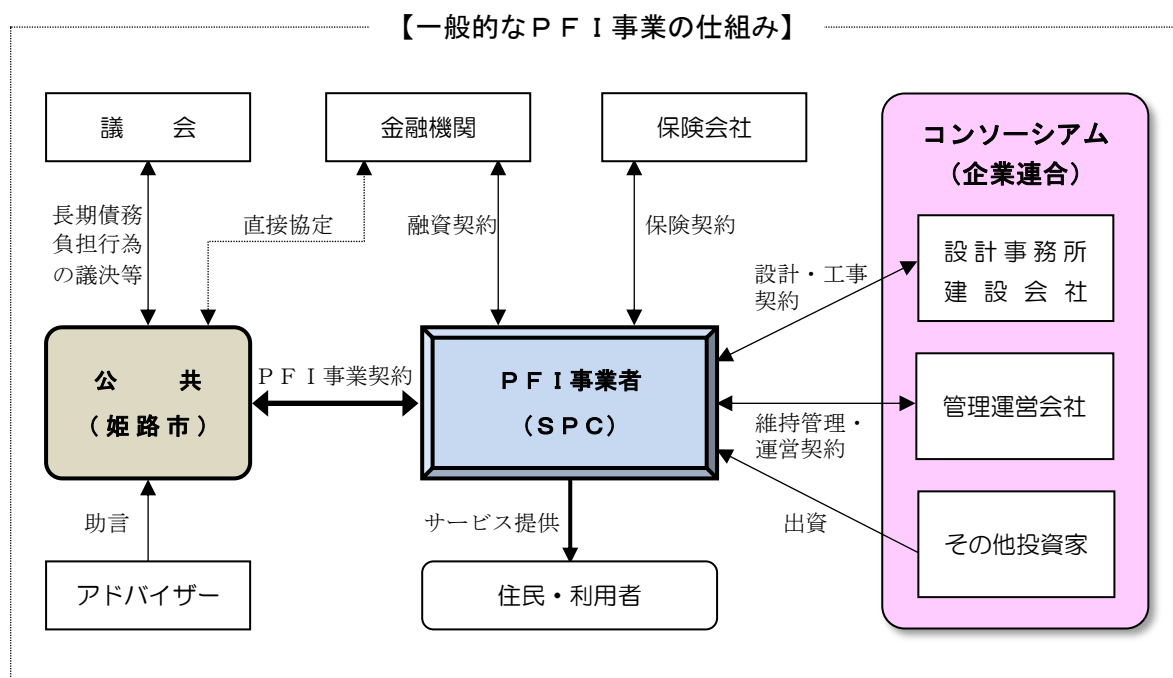 【一般的なＰＦＩ事業の仕組み】
議　会
金融機関
保険会社
コンソーシアム
（企業連合）
長期債務
負担行為
の議決等
直接協定
融資契約
保険契約
設計・工事
契約
設計事務所
建設会社
公　共
（姫路市）
ＰＦＩ事業契約
ＰＦＩ事業者
（ＳＰＣ）
維持管理・
運営契約
管理運営会社
助言
サービス提供
出資
その他投資家
アドバイザー
住民・利用者